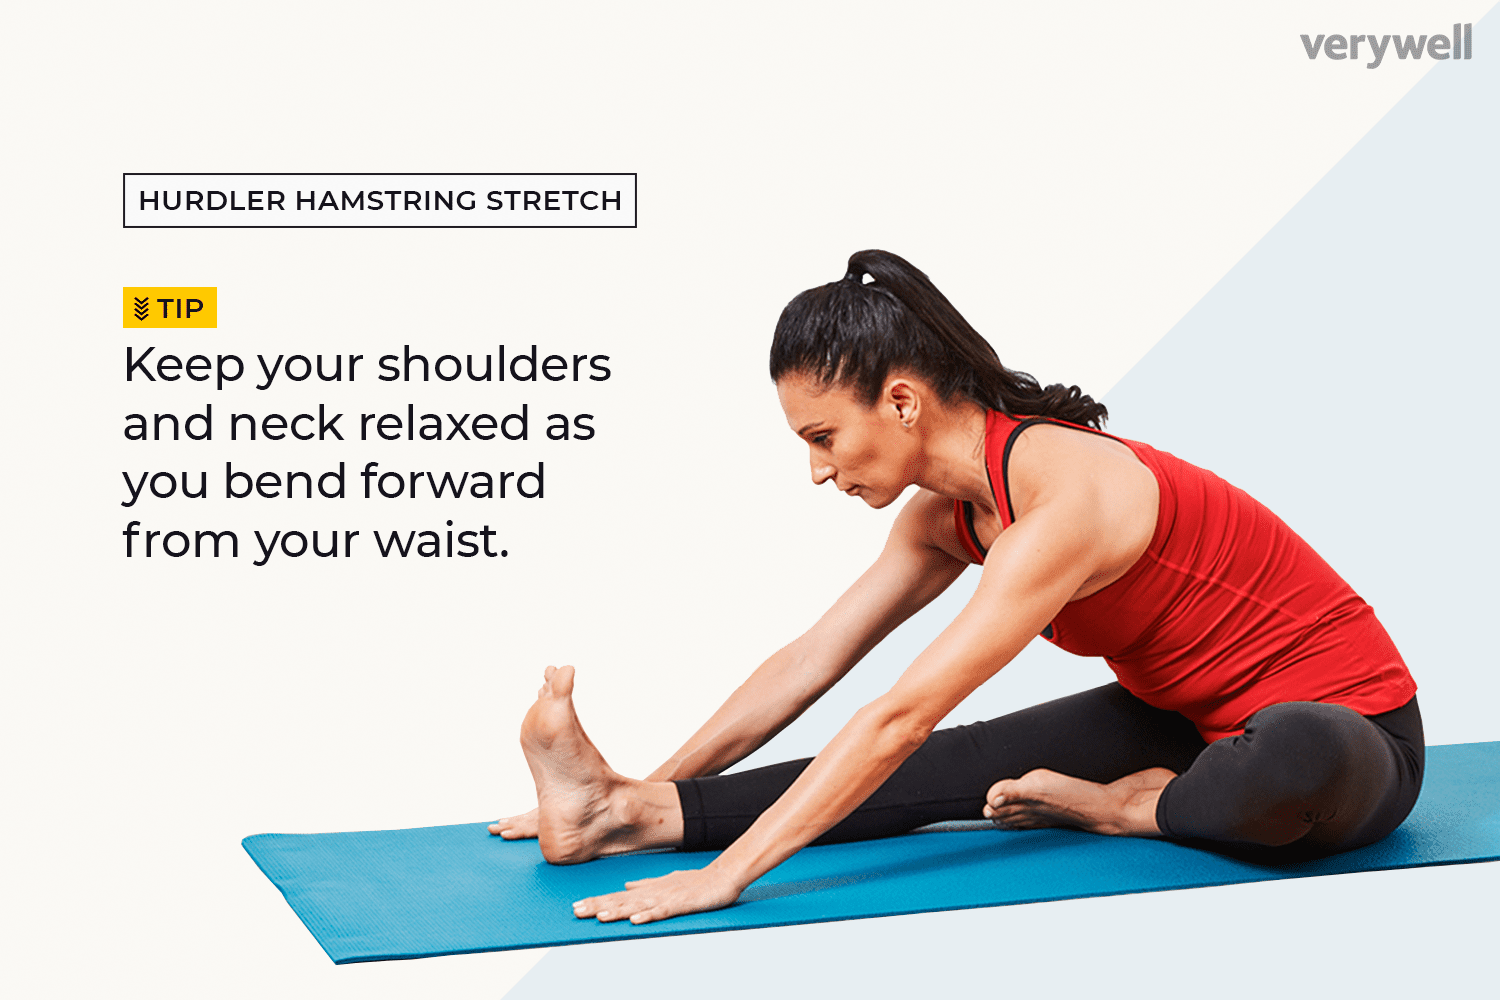 verywell
HURDLER HAMSTRING STRETCH
TIP
Keep your shoulders
and neck relaxed as
you bend forward
from your waist.